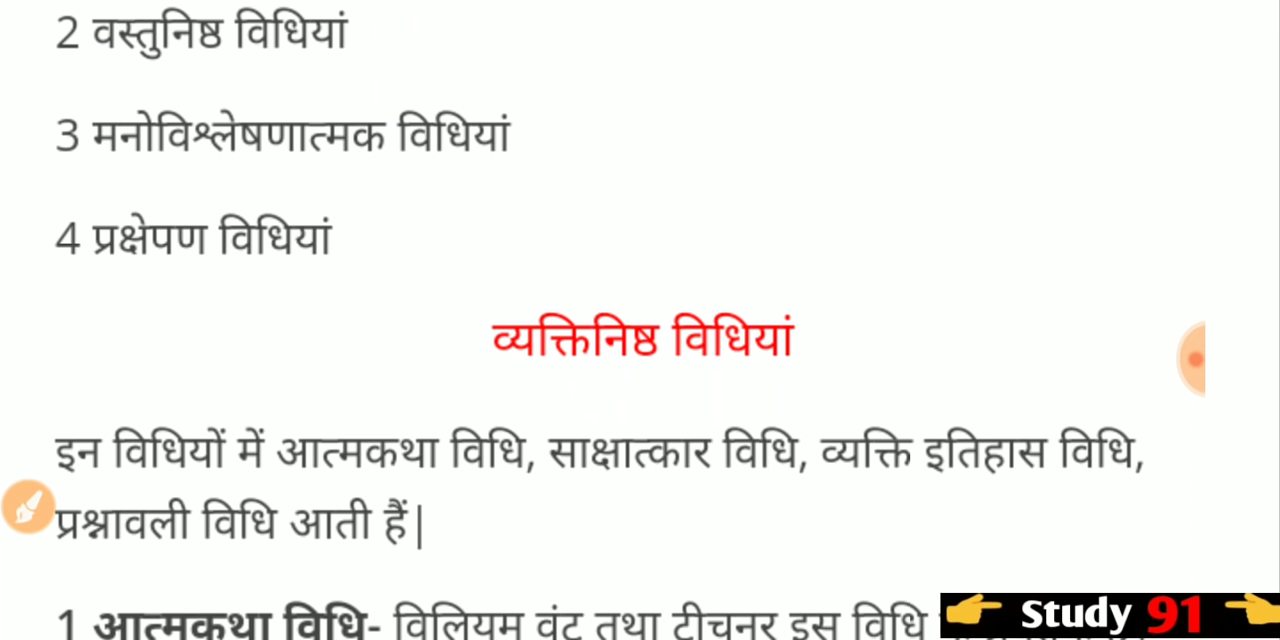 2 वस्तुनिष्ठ विधियां
3 मनोविश्लेषणात्मक विधियां
4 प्रक्षेपण विधियां
व्यक्तिनिष्ठ विधियां
इन विधियों में आत्मकथा विधि, साक्षात्कार विधि, व्यक्ति इतिहास विधि,
प्रश्नावली विधि आती हैं|
1 आत्मकथा विधि- विलियम वुंट तथा टीचनर इस विधि
Study 91